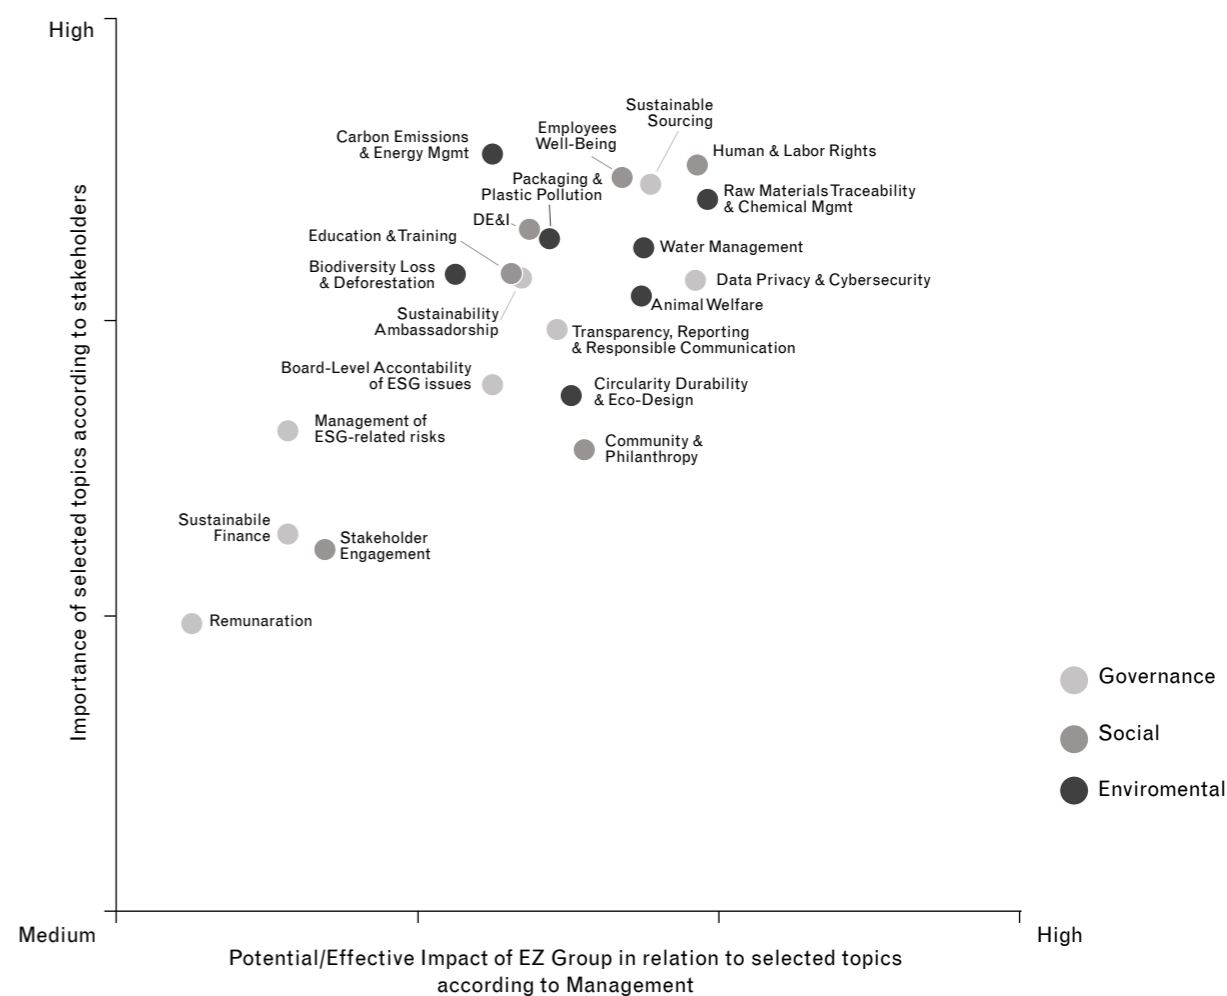 High
Importance of selected topics according to stakeholders
Sustainable
Sourcing
Employees
Well-Being
Carbon Emissions
& Energy Mgmt
Human & Labor Rights
Packaging &
Plastic Pollution
Raw Materials Traceability
& Chemical Mgmt
DE&I
Education & Training
Water Management
Biodiversity Loss
& Deforestation
Data Privacy & Cybersecurity
Animal Welfare
Sustainability
Ambassadorship
Transparency, Reporting
& Responsible Communication
Board-Level Accontability
of ESG issues
Circularity Durability
& Eco-Design
Management of
ESG-related risks
Community &
Philanthropy
Sustainabile
Finance
Stakeholder
Engagement
Remunaration
Governance
Social
Enviromental
Medium
High
Potential/Effective Impact of EZ Group in relation to selected topics
according to Management